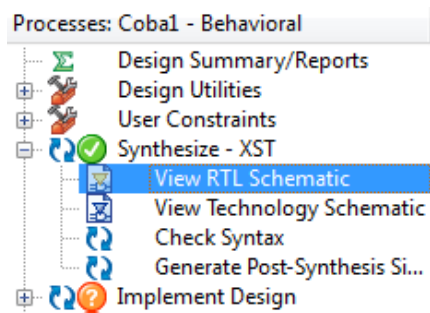 Processes: Coba1 - Behavioral
Design Summary/Reports
Design Utilities
User Constraints
Synthesize - XST
View RTL Schematic
View Technology Schematic
Check Syntax
Generate Post-Synthesis Si...
Implement Design